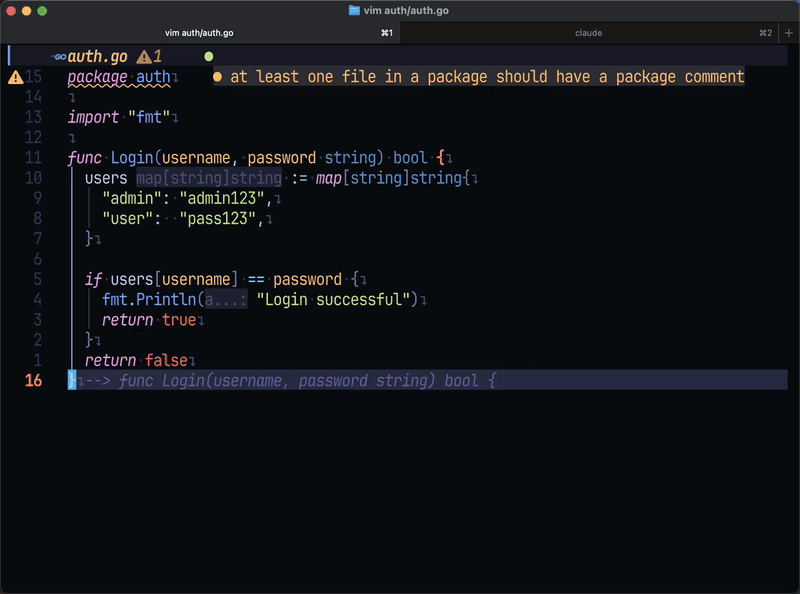 vim auth/auth.go
vim auth/auth.go ⌘1 claude ⌘2 +
auth.go 1
15 package auth at least one file in a package should have a package comment
14
13 import "fmt"
12
11 func Login(username, password string) bool {
10 users map[string]string := map[string]string{
9 "admin": "admin123",
8 "user": "pass123",
7 }
6
5 if users[username] == password {
4 fmt.Println(a...: "Login successful")
3 return true
2 }
1 return false
16 } --> func Login(username, password string) bool {